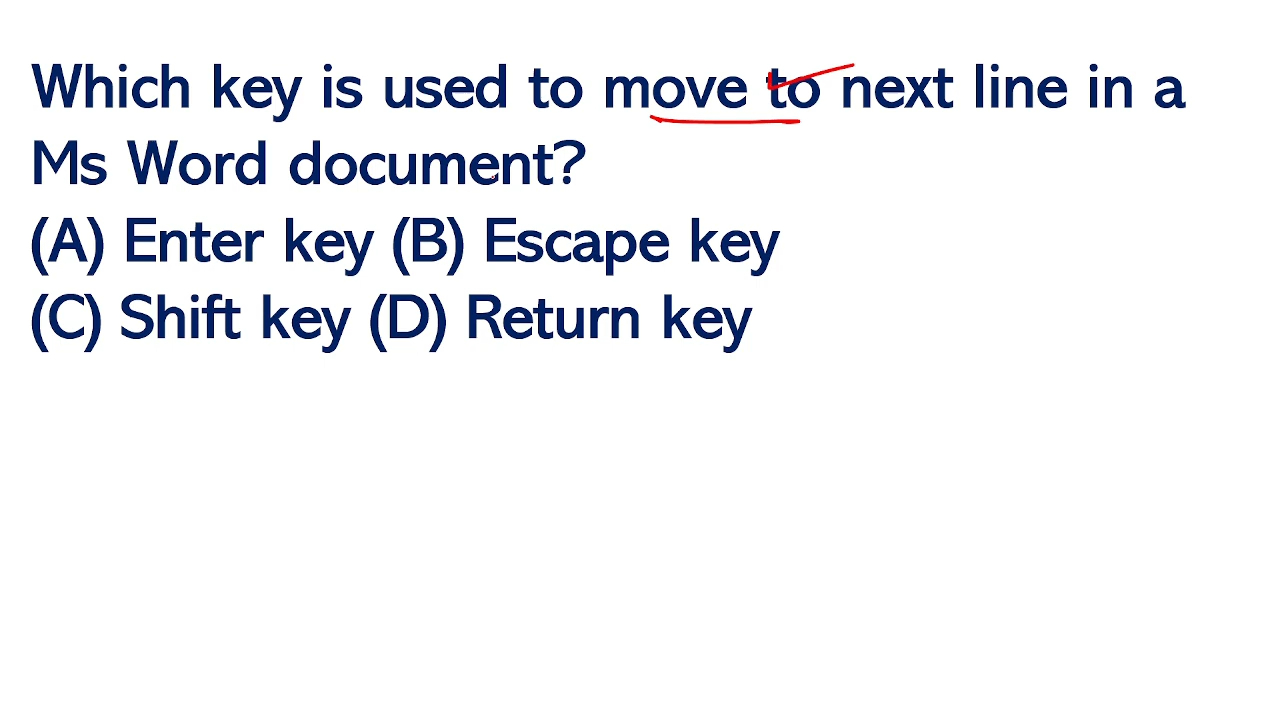 Which key is used to move to next line in a
Ms Word document?
(A) Enter key (B) Escape key
(C) Shift key (D) Return key